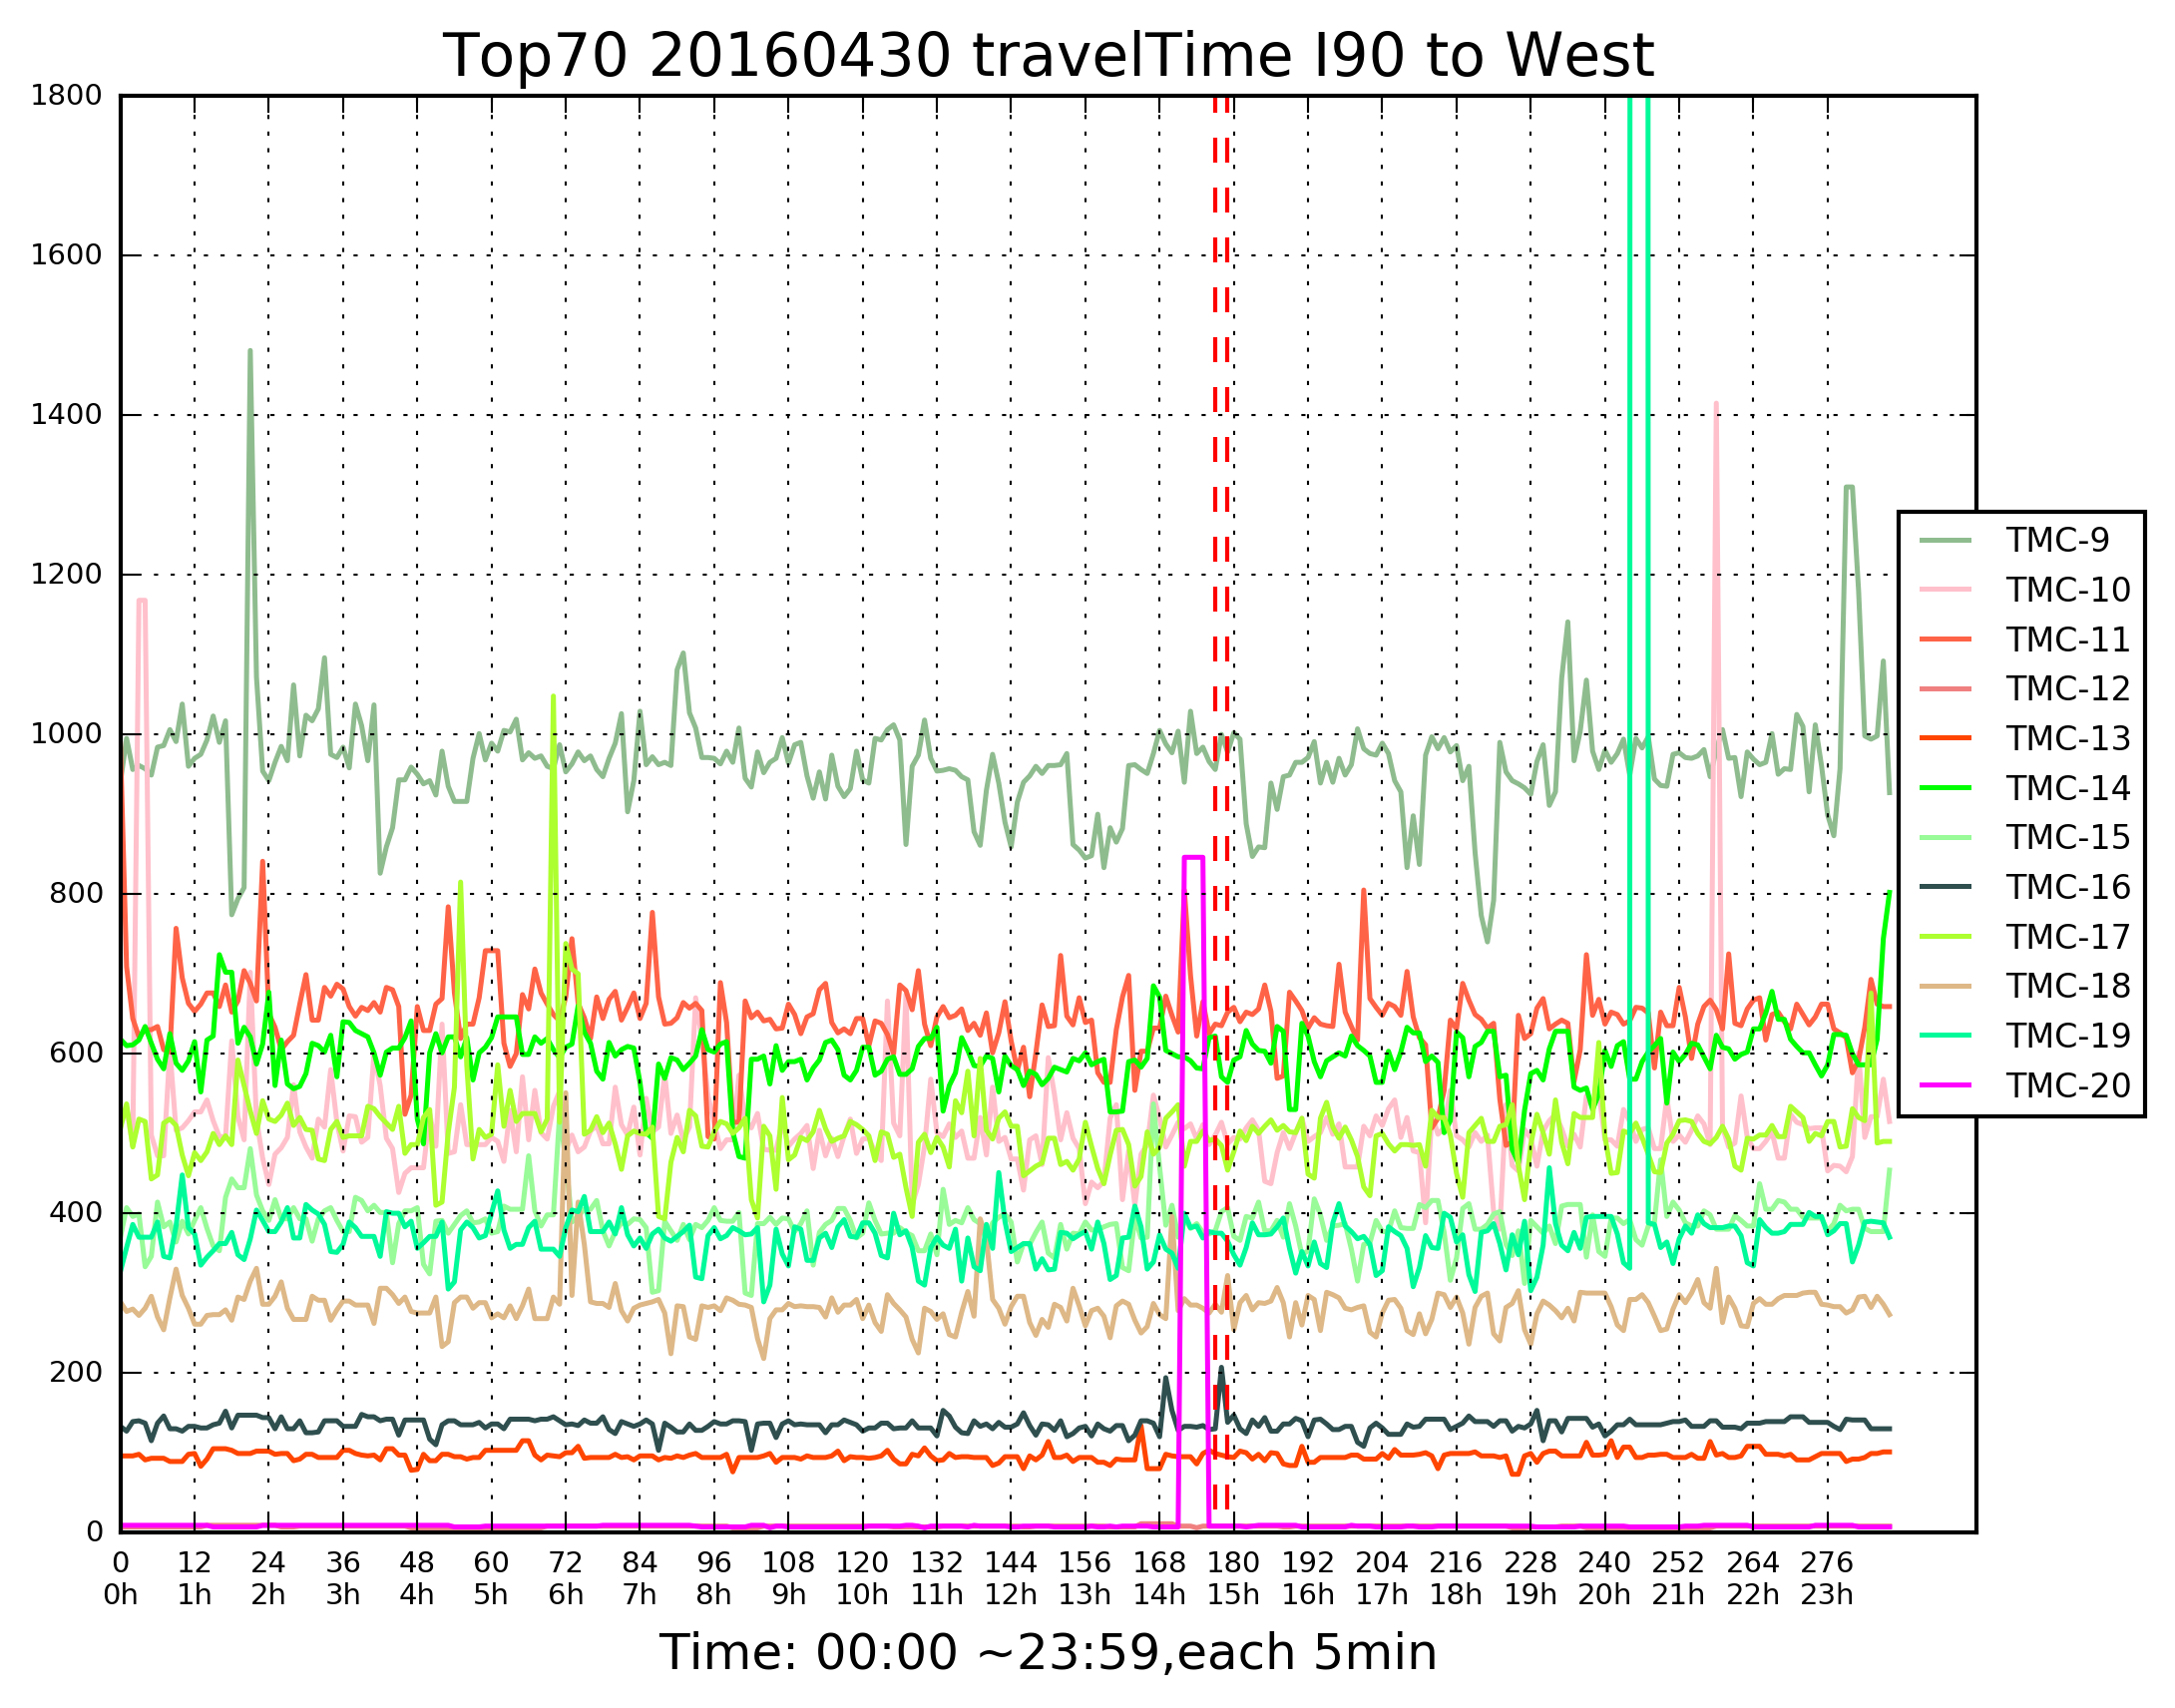 Top70 20160430 travelTime I90 to West
1800
1600
1400
1200
1000
800
600
400
200
0
0 12 24 36 48 60 72 84 96 108 120 132 144 156 168 180 192 204 216 228 240 252 264 276
0h 1h 2h 3h 4h 5h 6h 7h 8h 9h 10h 11h 12h 13h 14h 15h 16h 17h 18h 19h 20h 21h 22h 23h
Time: 00:00 ~23:59,each 5min
TMC-9
TMC-10
TMC-11
TMC-12
TMC-13
TMC-14
TMC-15
TMC-16
TMC-17
TMC-18
TMC-19
TMC-20